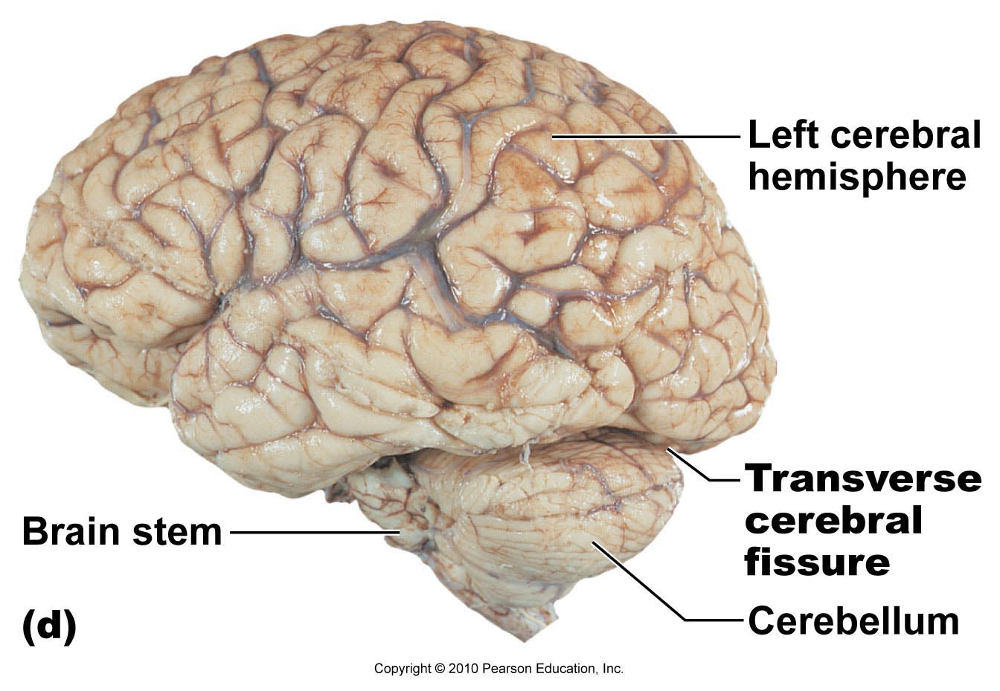 Left cerebral
hemisphere
Transverse
cerebral
fissure
Brain stem
Cerebellum
(d)
Copyright © 2010 Pearson Education, Inc.